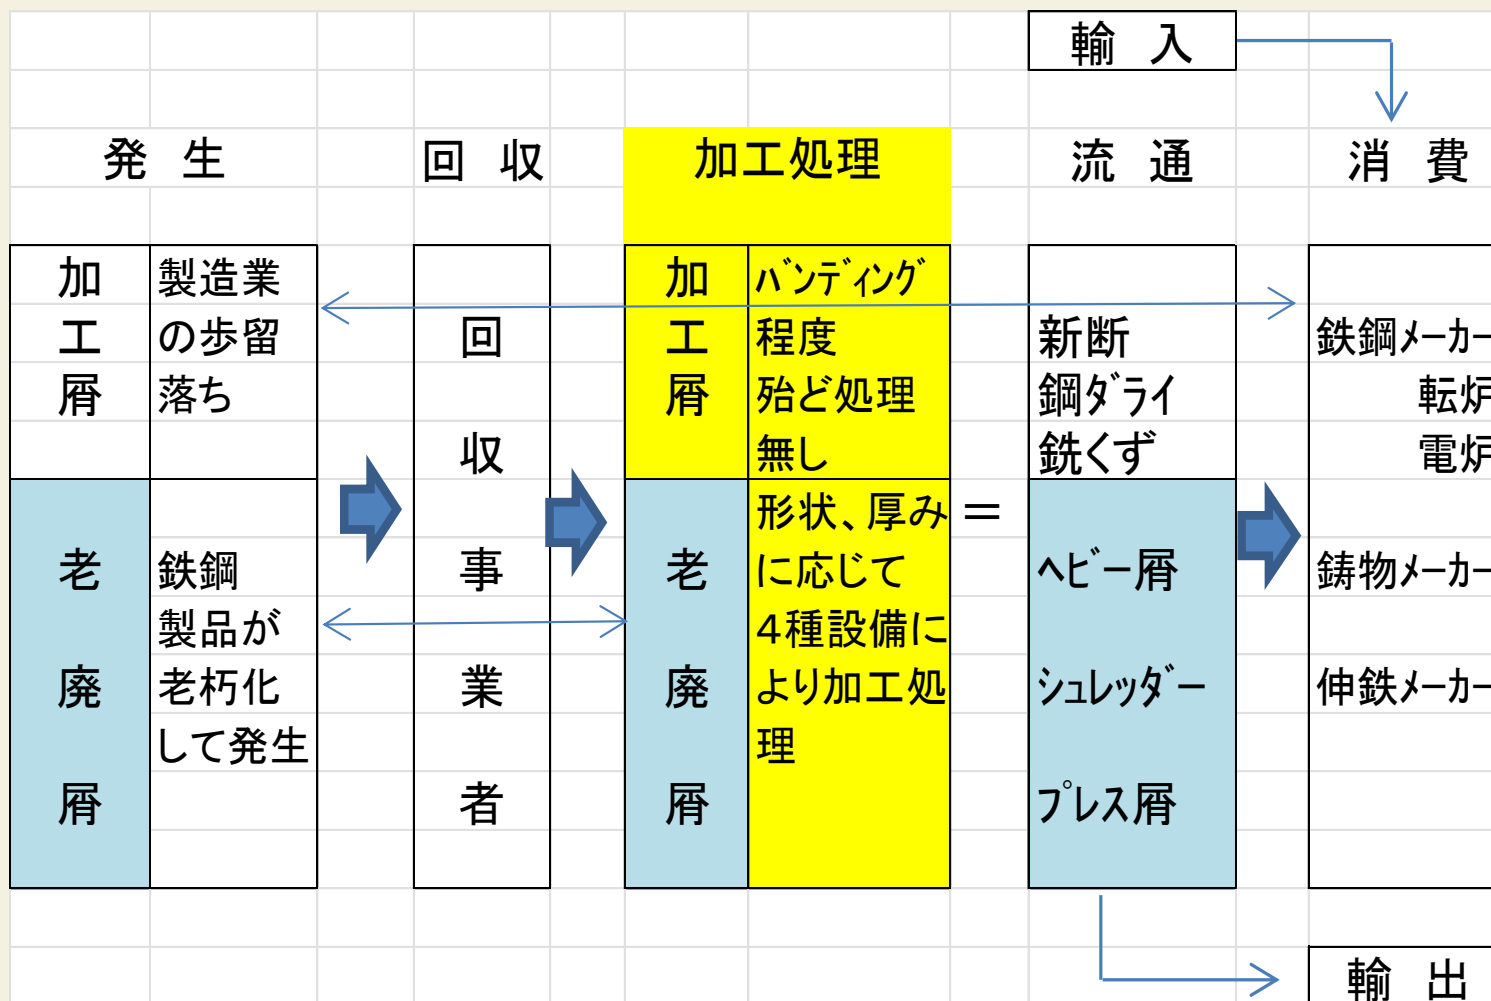 輸 入
発 生
回 収
加工処理
流 通
消 費
加工屑
製造業
の歩留
落ち
老廃屑
鉄鋼
製品が
老朽化
して発生
回収事業者
加工屑
ﾊﾞﾝﾃﾞｨﾝｸﾞ
程度
殆ど処理
無し
老廃屑
形状、厚み
に応じて
４種設備に
より加工処
理
＝
新断
鋼ﾀﾞﾗｲ
銑くず
ﾍﾋﾞｰ屑
ｼｭﾚｯﾀﾞｰ
ﾌﾟﾚｽ屑
鉄鋼ﾒｰｶｰ
転炉
電炉
鋳物ﾒｰｶｰ
伸鉄ﾒｰｶｰ
輸 出